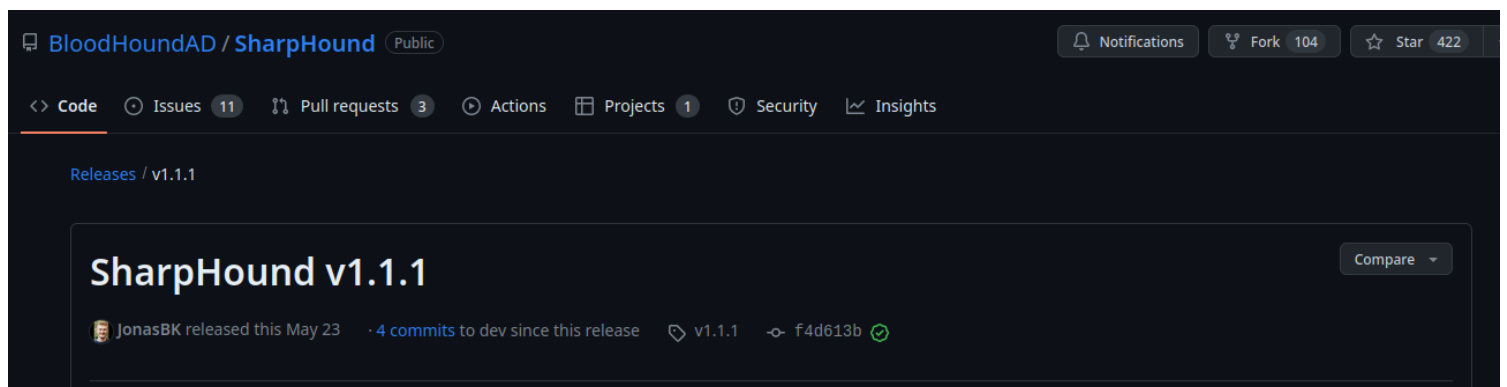 BloodHoundAD / SharpHound Public Notifications Fork 104 Star 422
Code Issues 11 Pull requests 3 Actions Projects 1 Security Insights
Releases / v1.1.1
SharpHound v1.1.1 Compare
JonasBK released this May 23 · 4 commits to dev since this release v1.1.1 f4d613b